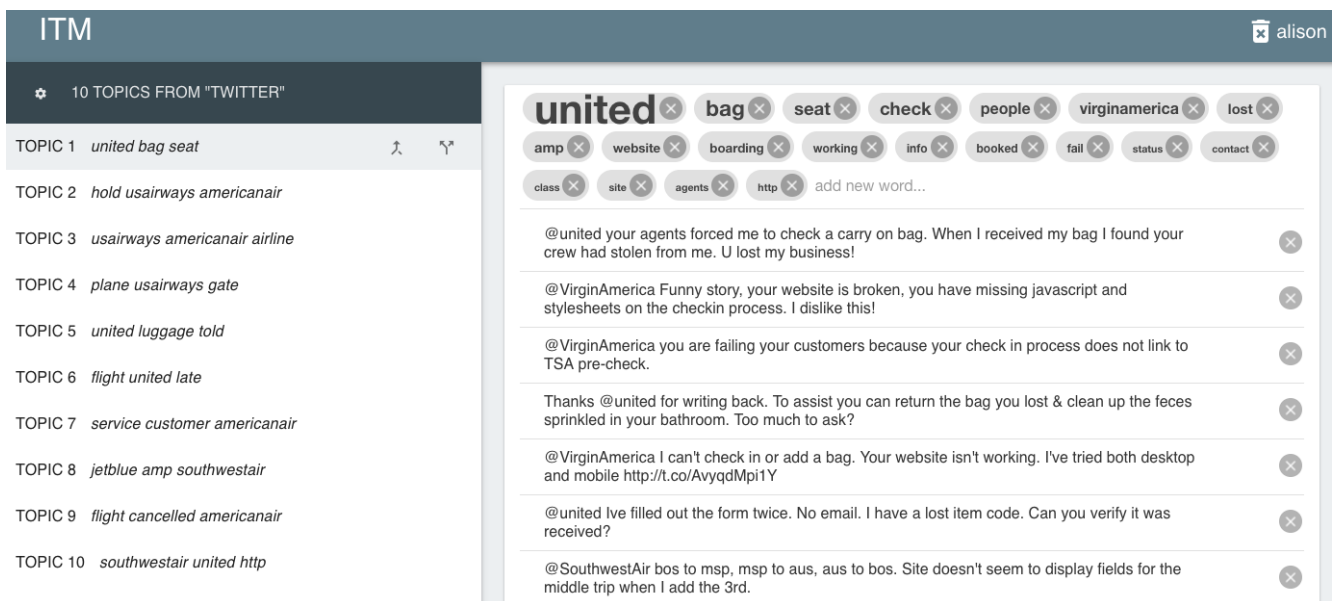 ITM
alison
10 TOPICS FROM "TWITTER"
TOPIC 1 united bag seat
TOPIC 2 hold usairways americanair
TOPIC 3 usairways americanair airline
TOPIC 4 plane usairways gate
TOPIC 5 united luggage told
TOPIC 6 flight united late
TOPIC 7 service customer americanair
TOPIC 8 jetblue amp southwestair
TOPIC 9 flight cancelled americanair
TOPIC 10 southwestair united http
united bag seat check people virginamerica lost
amp website boarding working info booked fail status contact
class site agents http add new word...
@united your agents forced me to check a carry on bag. When I received my bag I found your
crew had stolen from me. U lost my business!
@VirginAmerica Funny story, your website is broken, you have missing javascript and
stylesheets on the checkin process. I dislike this!
@VirginAmerica you are failing your customers because your check in process does not link to
TSA pre-check.
Thanks @united for writing back. To assist you can return the bag you lost & clean up the feces
sprinkled in your bathroom. Too much to ask?
@VirginAmerica I can't check in or add a bag. Your website isn't working. I've tried both desktop
and mobile http://t.co/AvyqdMpi1Y
@united Ive filled out the form twice. No email. I have a lost item code. Can you verify it was
received?
@SouthwestAir bos to msp, msp to aus, aus to bos. Site doesn't seem to display fields for the
middle trip when I add the 3rd.